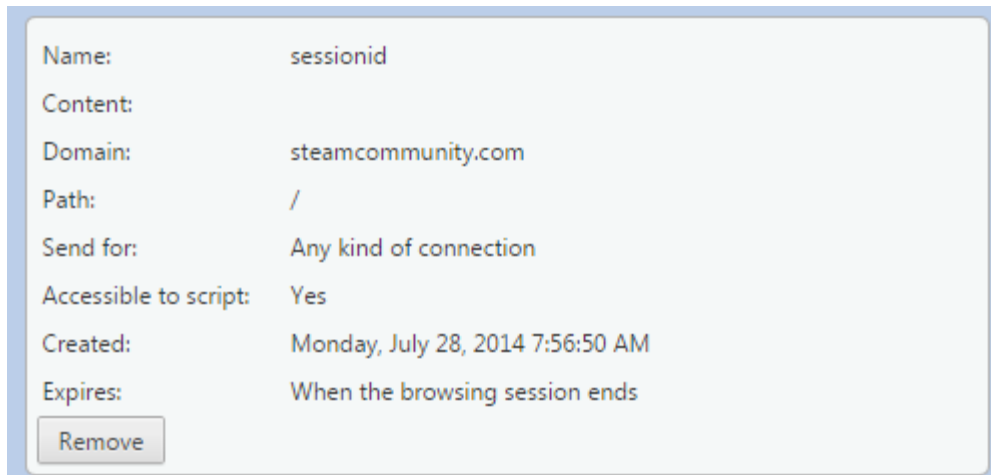 Name: sessionid
Content:
Domain: steamcommunity.com
Path: /
Send for: Any kind of connection
Accessible to script: Yes
Created: Monday, July 28, 2014 7:56:50 AM
Expires: When the browsing session ends
Remove